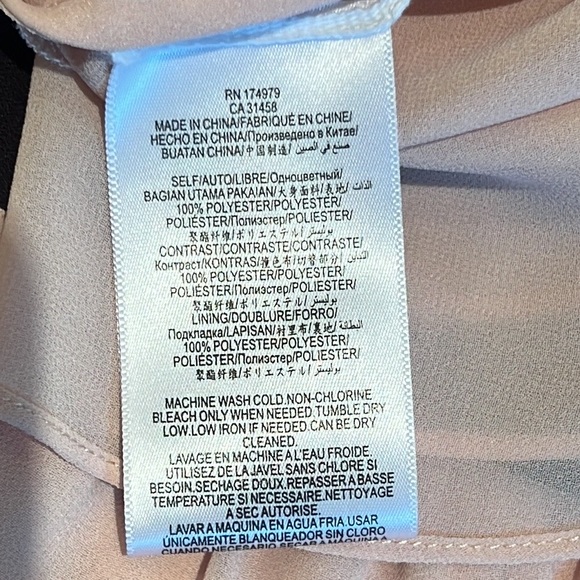 RN 174979
CA 31458
MADE IN CHINA/FABRIQUÉ EN CHINE/
HECHO EN CHINA/Произведено в Китае/
BUATAN CHINA/中国制造/ صنع في الصين/
SELF/AUTO/LIBRE/Одноцветный/
BAGIAN UTAMA PAKAIAN/大身面料/表地/ الذات/
100% POLYESTER/POLYESTER/
POLIÉSTER/Полиэстер/POLIESTER/
聚酯纤维/ポリエステル/ بوليستر/
CONTRAST/CONTRASTE/CONTRASTE/
Контраст/KONTRAS/撞色布/切替部分/ التباين/
100% POLYESTER/POLYESTER/
POLIÉSTER/Полиэстер/POLIESTER/
聚酯纤维/ポリエステル/ بوليستر/
LINING/DOUBLURE/FORRO/
Подкладка/LAPISAN/衬里布/裏地/ البطانة/
100% POLYESTER/POLYESTER/
POLIÉSTER/Полиэстер/POLIESTER/
聚酯纤维/ポリエステル/ بوليستر/
MACHINE WASH COLD.NON-CHLORINE
BLEACH ONLY WHEN NEEDED.TUMBLE DRY
LOW.LOW IRON IF NEEDED.CAN BE DRY
CLEANED.
LAVAGE EN MACHINE A L'EAU FROIDE.
UTILISEZ DE LA JAVEL SANS CHLORE SI
BESOIN.SECHAGE DOUX.REPASSER A BASSE
TEMPERATURE SI NECESSAIRE.NETTOYAGE
A SEC AUTORISE.
LAVAR A MAQUINA EN AGUA FRIA.USAR
ÚNICAMENTE BLANQUEADOR SIN CLORO
CUANDO NECESARIO SECAR A MAQUINA A